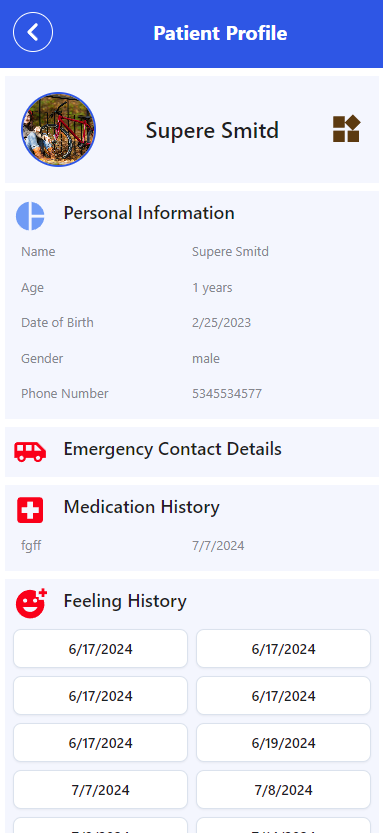 Patient Profile
Supere Smitd
Personal Information
Name Supere Smitd
Age 1 years
Date of Birth 2/25/2023
Gender male
Phone Number 5345534577
Emergency Contact Details
Medication History
fgff 7/7/2024
Feeling History
6/17/2024 6/17/2024
6/17/2024 6/17/2024
6/17/2024 6/19/2024
7/7/2024 7/8/2024